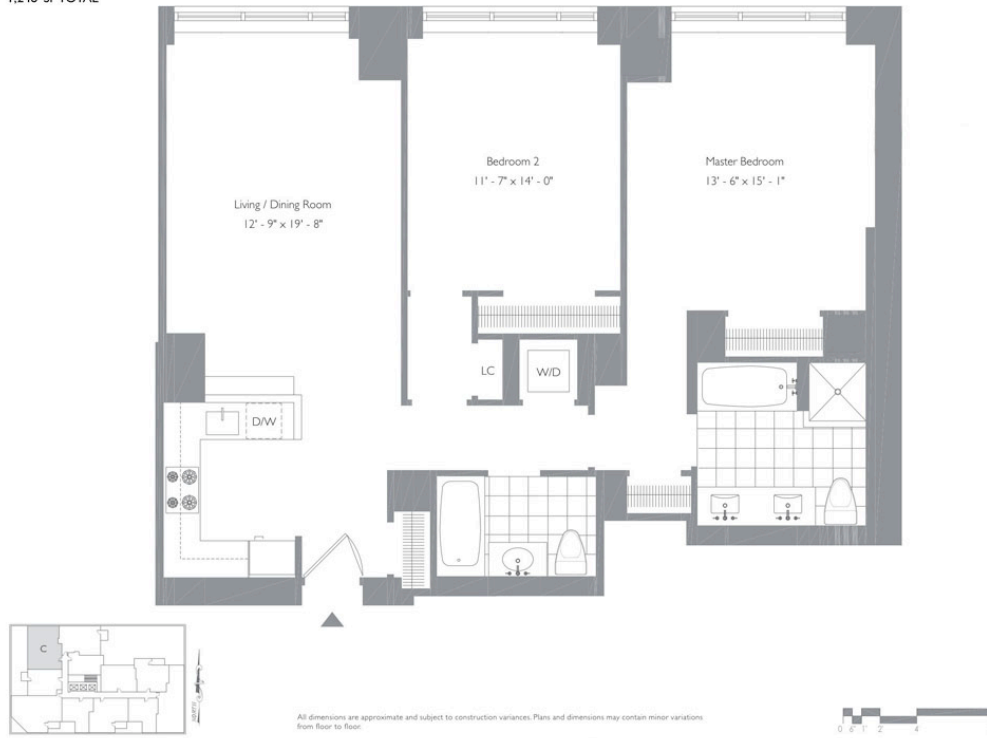 Bedroom 2
11' - 7" x 14' - 0"
Master Bedroom
13' - 6" x 15' - 1"
Living / Dining Room
12' - 9" x 19' - 8"
LC
W/D
D/W
C
All dimensions are approximate and subject to construction variances. Plans and dimensions may contain minor variations
from floor to floor.
0 6" 1' 2' 4'